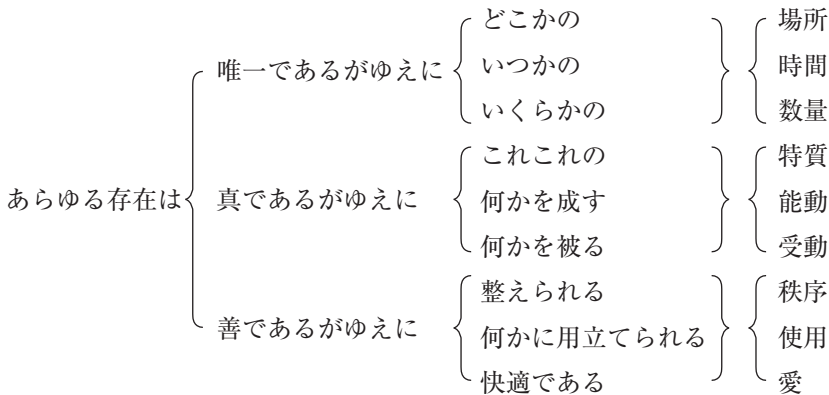 あらゆる存在は
唯一であるがゆえに
どこかの 場所
いつかの 時間
いくらかの 数量
真であるがゆえに
これこれの 特質
何かを成す 能動
何かを被る 受動
善であるがゆえに
整えられる 秩序
何かに用立てられる 使用
快適である 愛